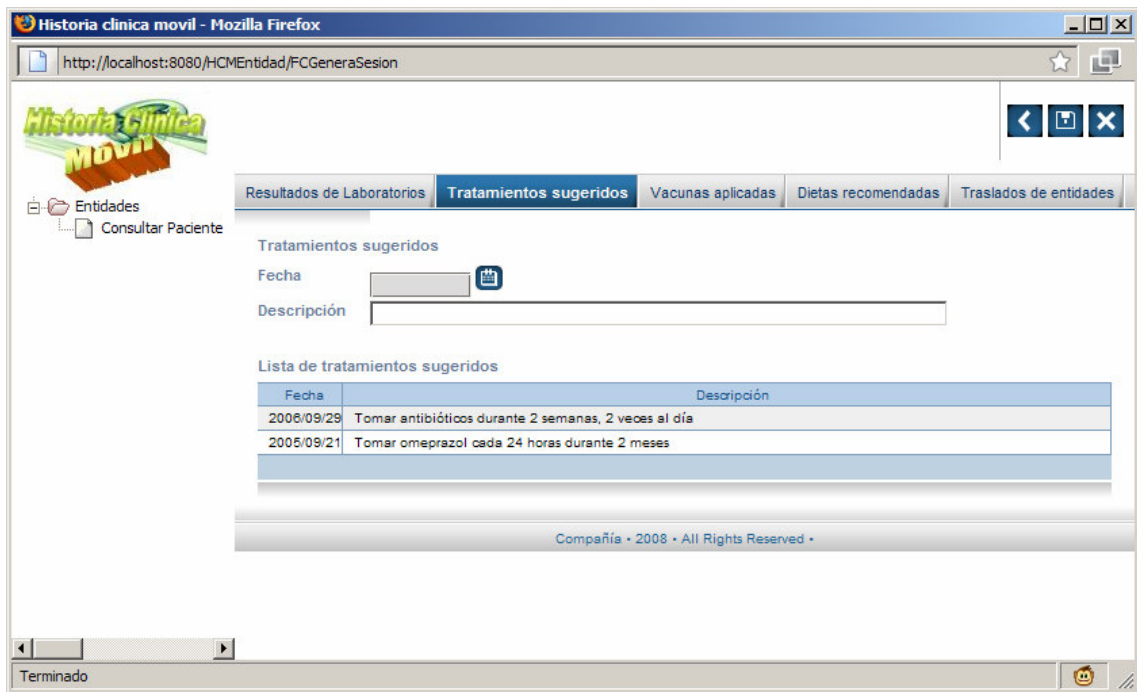 Historia clinica movil - Mozilla Firefox
http://localhost:8080/HCMEntidad/FCGeneraSesion
Historia Clinica
Movil
Entidades
Consultar Paciente
Resultados de Laboratorios Tratamientos sugeridos Vacunas aplicadas Dietas recomendadas Traslados de entidades
Tratamientos sugeridos
Fecha
Descripción
Lista de tratamientos sugeridos
Fecha Descripción
2006/09/29 Tomar antibióticos durante 2 semanas, 2 veces al día
2005/09/21 Tomar omeprazol cada 24 horas durante 2 meses
Compañía • 2008 • All Rights Reserved •
Terminado